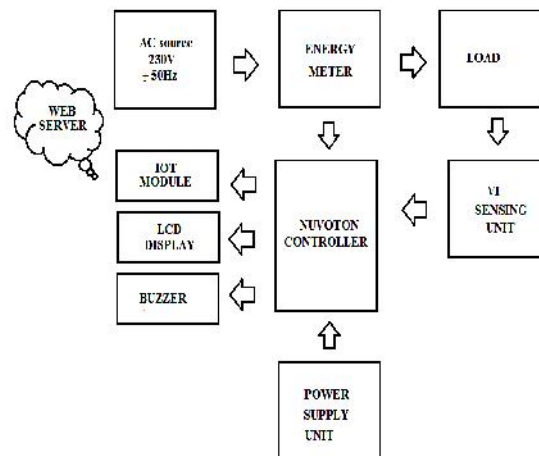 AC source
230V
÷ 50Hz
ENERGY
METER
LOAD
WEB
SERVER
IOT
MODULE
LCD
DISPLAY
BUZZER
NUVOTON
CONTROLLER
VI
SENSING
UNIT
POWER
SUPPLY
UNIT